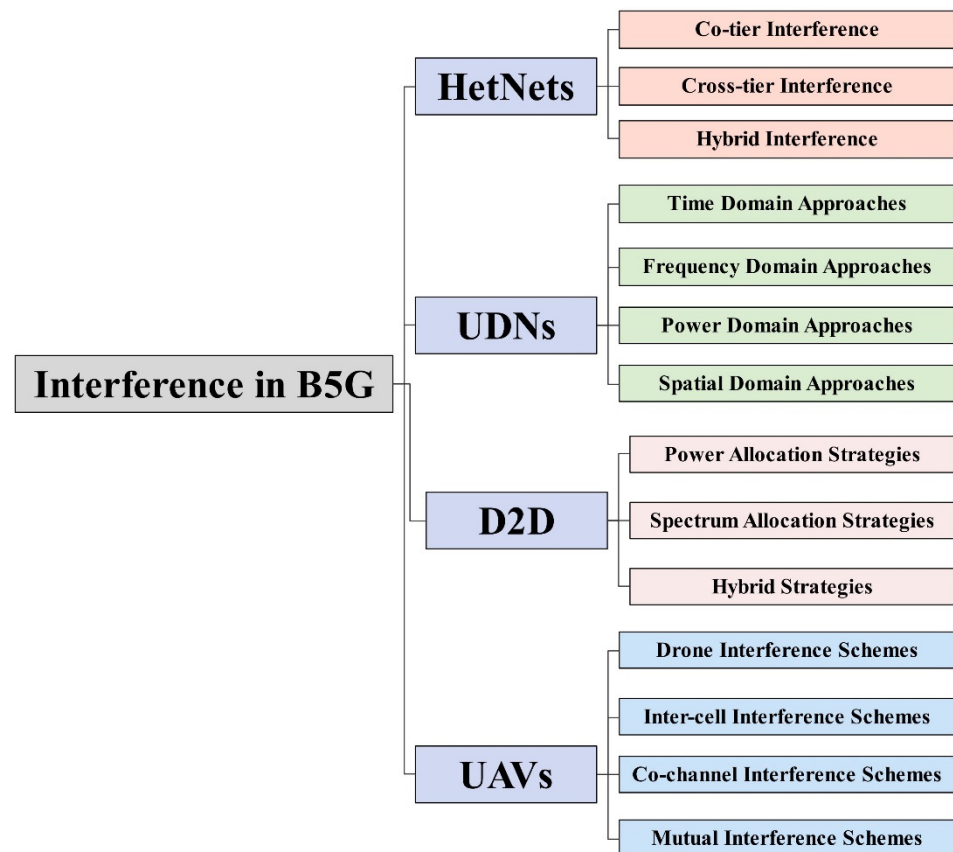 Interference in B5G
HetNets
Co-tier Interference
Cross-tier Interference
Hybrid Interference
UDNs
Time Domain Approaches
Frequency Domain Approaches
Power Domain Approaches
Spatial Domain Approaches
D2D
Power Allocation Strategies
Spectrum Allocation Strategies
Hybrid Strategies
UAVs
Drone Interference Schemes
Inter-cell Interference Schemes
Co-channel Interference Schemes
Mutual Interference Schemes